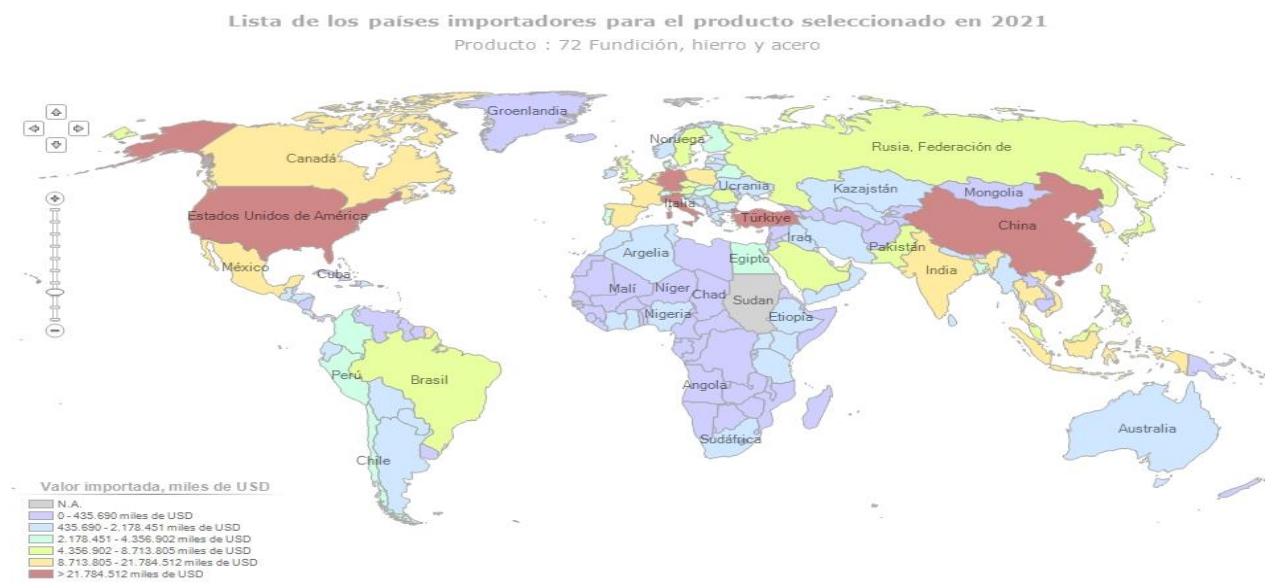 Lista de los países importadores para el producto seleccionado en 2021
Producto : 72 Fundición, hierro y acero
Groenlandia
Noruega
Rusia, Federación de
Canadá
Ucrania
Kazajstán
Mongolia
Estados Unidos de América
Italia
Türkiye
China
Iraq
Pakistán
Argelia
Egipto
India
México
Cuba
Malí
Níger
Chad
Sudan
Nigeria
Etiopía
Perú
Brasil
Angola
Sudáfrica
Australia
Chile
Valor importada, miles de USD
N.A.
0 - 435.690 miles de USD
435.690 - 2.178.451 miles de USD
2.178.451 - 4.356.902 miles de USD
4.356.902 - 8.713.805 miles de USD
8.713.805 - 21.784.512 miles de USD
> 21.784.512 miles de USD